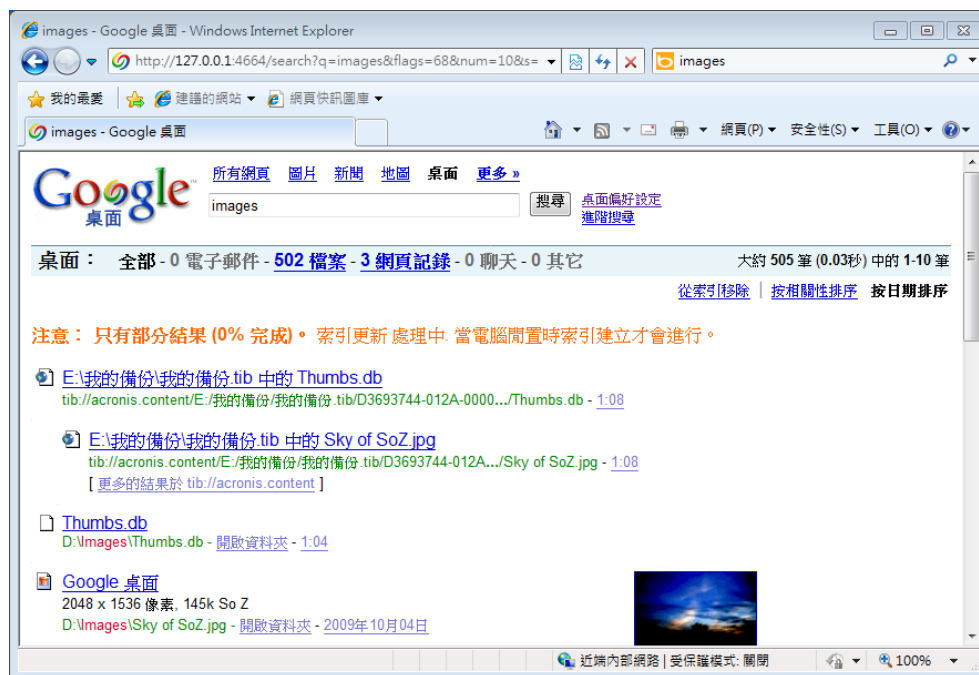 images - Google 桌面 - Windows Internet Explorer
http://127.0.0.1:4664/search?q=images&flags=68&num=10&s= images
我的最愛 建議的網站 網頁快訊圖庫
images - Google 桌面 網頁(P) 安全性(S) 工具(O)
所有網頁 圖片 新聞 地圖 桌面 更多 »
Google™ 桌面
images 搜尋 桌面偏好設定
進階搜尋
桌面： 全部 - 0 電子郵件 - 502 檔案 - 3 網頁記錄 - 0 聊天 - 0 其它 大約 505 筆 (0.03秒) 中的 1-10 筆
從索引移除 | 按相關性排序 按日期排序
注意： 只有部分結果 (0% 完成)。 索引更新 處理中. 當電腦閒置時索引建立才會進行。
E:\我的備份\我的備份.tib 中的 Thumbs.db
tib://acronis.content/E:/我的備份/我的備份.tib/D3693744-012A-0000.../Thumbs.db - 1:08
E:\我的備份\我的備份.tib 中的 Sky of SoZ.jpg
tib://acronis.content/E:/我的備份/我的備份.tib/D3693744-012A.../Sky of SoZ.jpg - 1:08
[ 更多的結果於 tib://acronis.content ]
Thumbs.db
D:\Images\Thumbs.db - 開啟資料夾 - 1:04
Google 桌面
2048 x 1536 像素, 145k So Z
D:\Images\Sky of SoZ.jpg - 開啟資料夾 - 2009年10月04日
近端內部網路 | 受保護模式: 關閉 100%